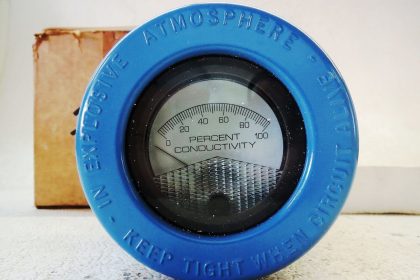 KEEP TIGHT WHEN CIRCUIT ALIVE - IN EXPLOSIVE ATMOSPHERE -
0 20 40 60 80 100
PERCENT
CONDUCTIVITY